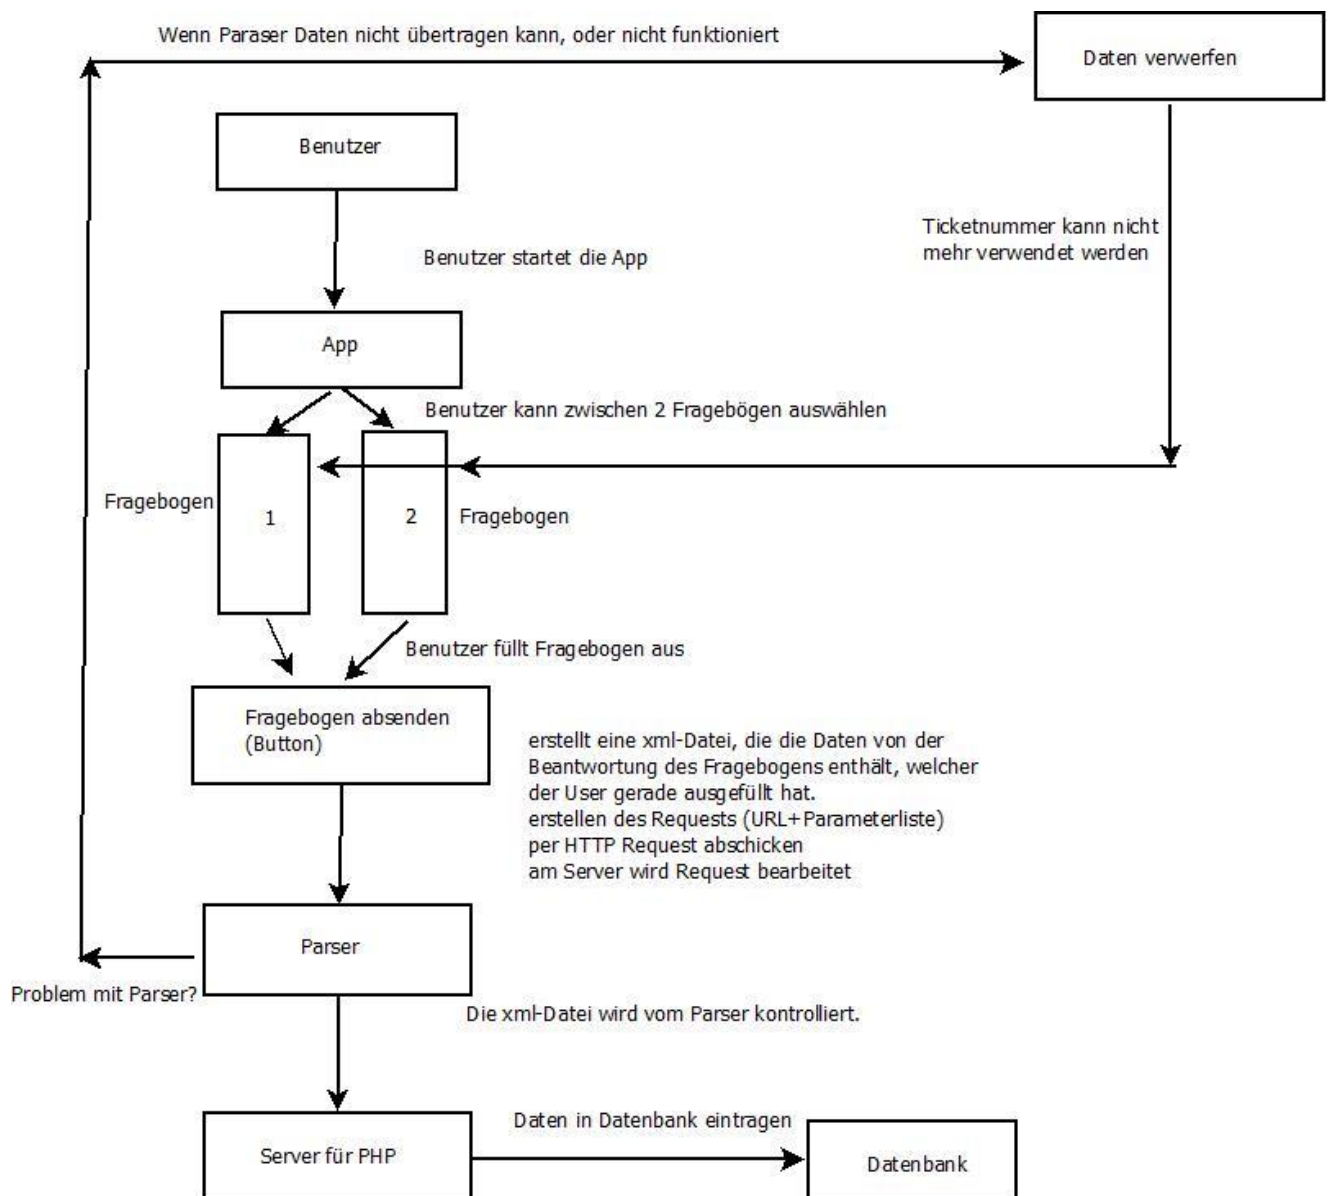 Wenn Paraser Daten nicht übertragen kann, oder nicht funktioniert
Daten verwerfen
Benutzer
Ticketnummer kann nicht
mehr verwendet werden
Benutzer startet die App
App
Benutzer kann zwischen 2 Fragebögen auswählen
Fragebogen
1
2
Fragebogen
Benutzer füllt Fragebogen aus
Fragebogen absenden
(Button)
erstellt eine xml-Datei, die die Daten von der
Beantwortung des Fragebogens enthält, welcher
der User gerade ausgefüllt hat.
erstellen des Requests (URL+Parameterliste)
per HTTP Request abschicken
am Server wird Request bearbeitet
Parser
Problem mit Parser?
Die xml-Datei wird vom Parser kontrolliert.
Daten in Datenbank eintragen
Server für PHP
Datenbank